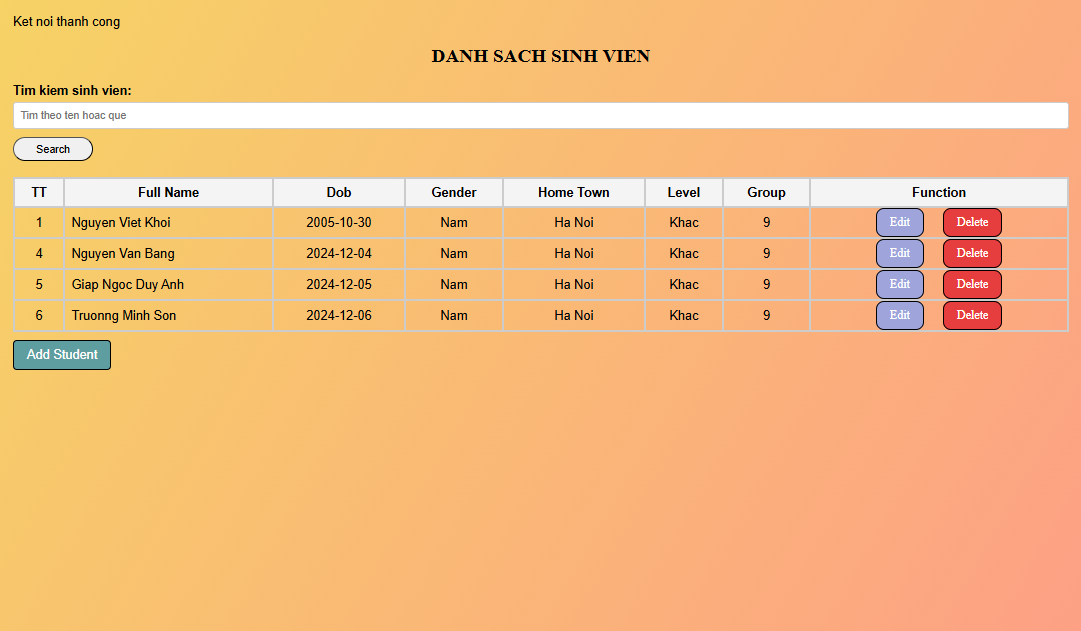 Ket noi thanh cong
DANH SACH SINH VIEN
Tim kiem sinh vien:
Tim theo ten hoac que
Search
TT Full Name Dob Gender Home Town Level Group Function
1 Nguyen Viet Khoi 2005-10-30 Nam Ha Noi Khac 9 Edit Delete
4 Nguyen Van Bang 2024-12-04 Nam Ha Noi Khac 9 Edit Delete
5 Giap Ngoc Duy Anh 2024-12-05 Nam Ha Noi Khac 9 Edit Delete
6 Truonng Minh Son 2024-12-06 Nam Ha Noi Khac 9 Edit Delete
Add Student